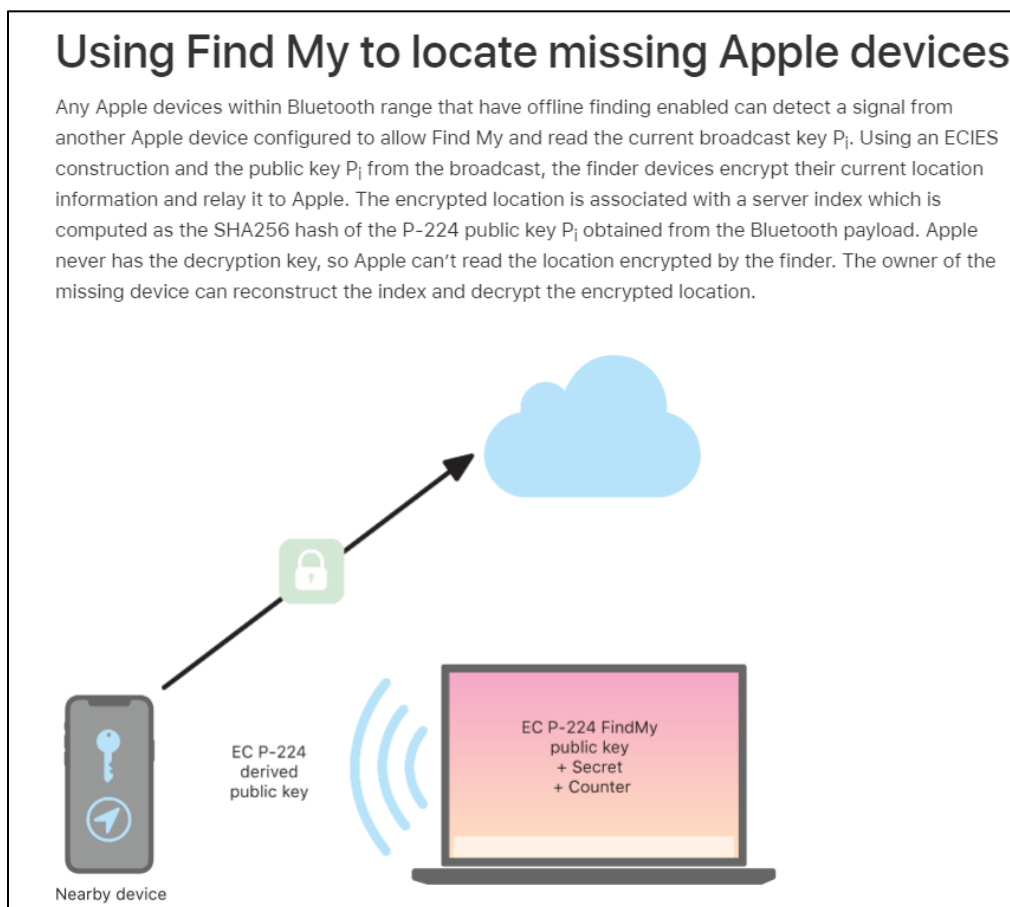 Using Find My to locate missing Apple devices
Any Apple devices within Bluetooth range that have offline finding enabled can detect a signal from
another Apple device configured to allow Find My and read the current broadcast key Pi. Using an ECIES
construction and the public key Pi from the broadcast, the finder devices encrypt their current location
information and relay it to Apple. The encrypted location is associated with a server index which is
computed as the SHA256 hash of the P-224 public key Pi obtained from the Bluetooth payload. Apple
never has the decryption key, so Apple can’t read the location encrypted by the finder. The owner of the
missing device can reconstruct the index and decrypt the encrypted location.
EC P-224
derived
public key
EC P-224 FindMy
public key
+ Secret
+ Counter
Nearby device